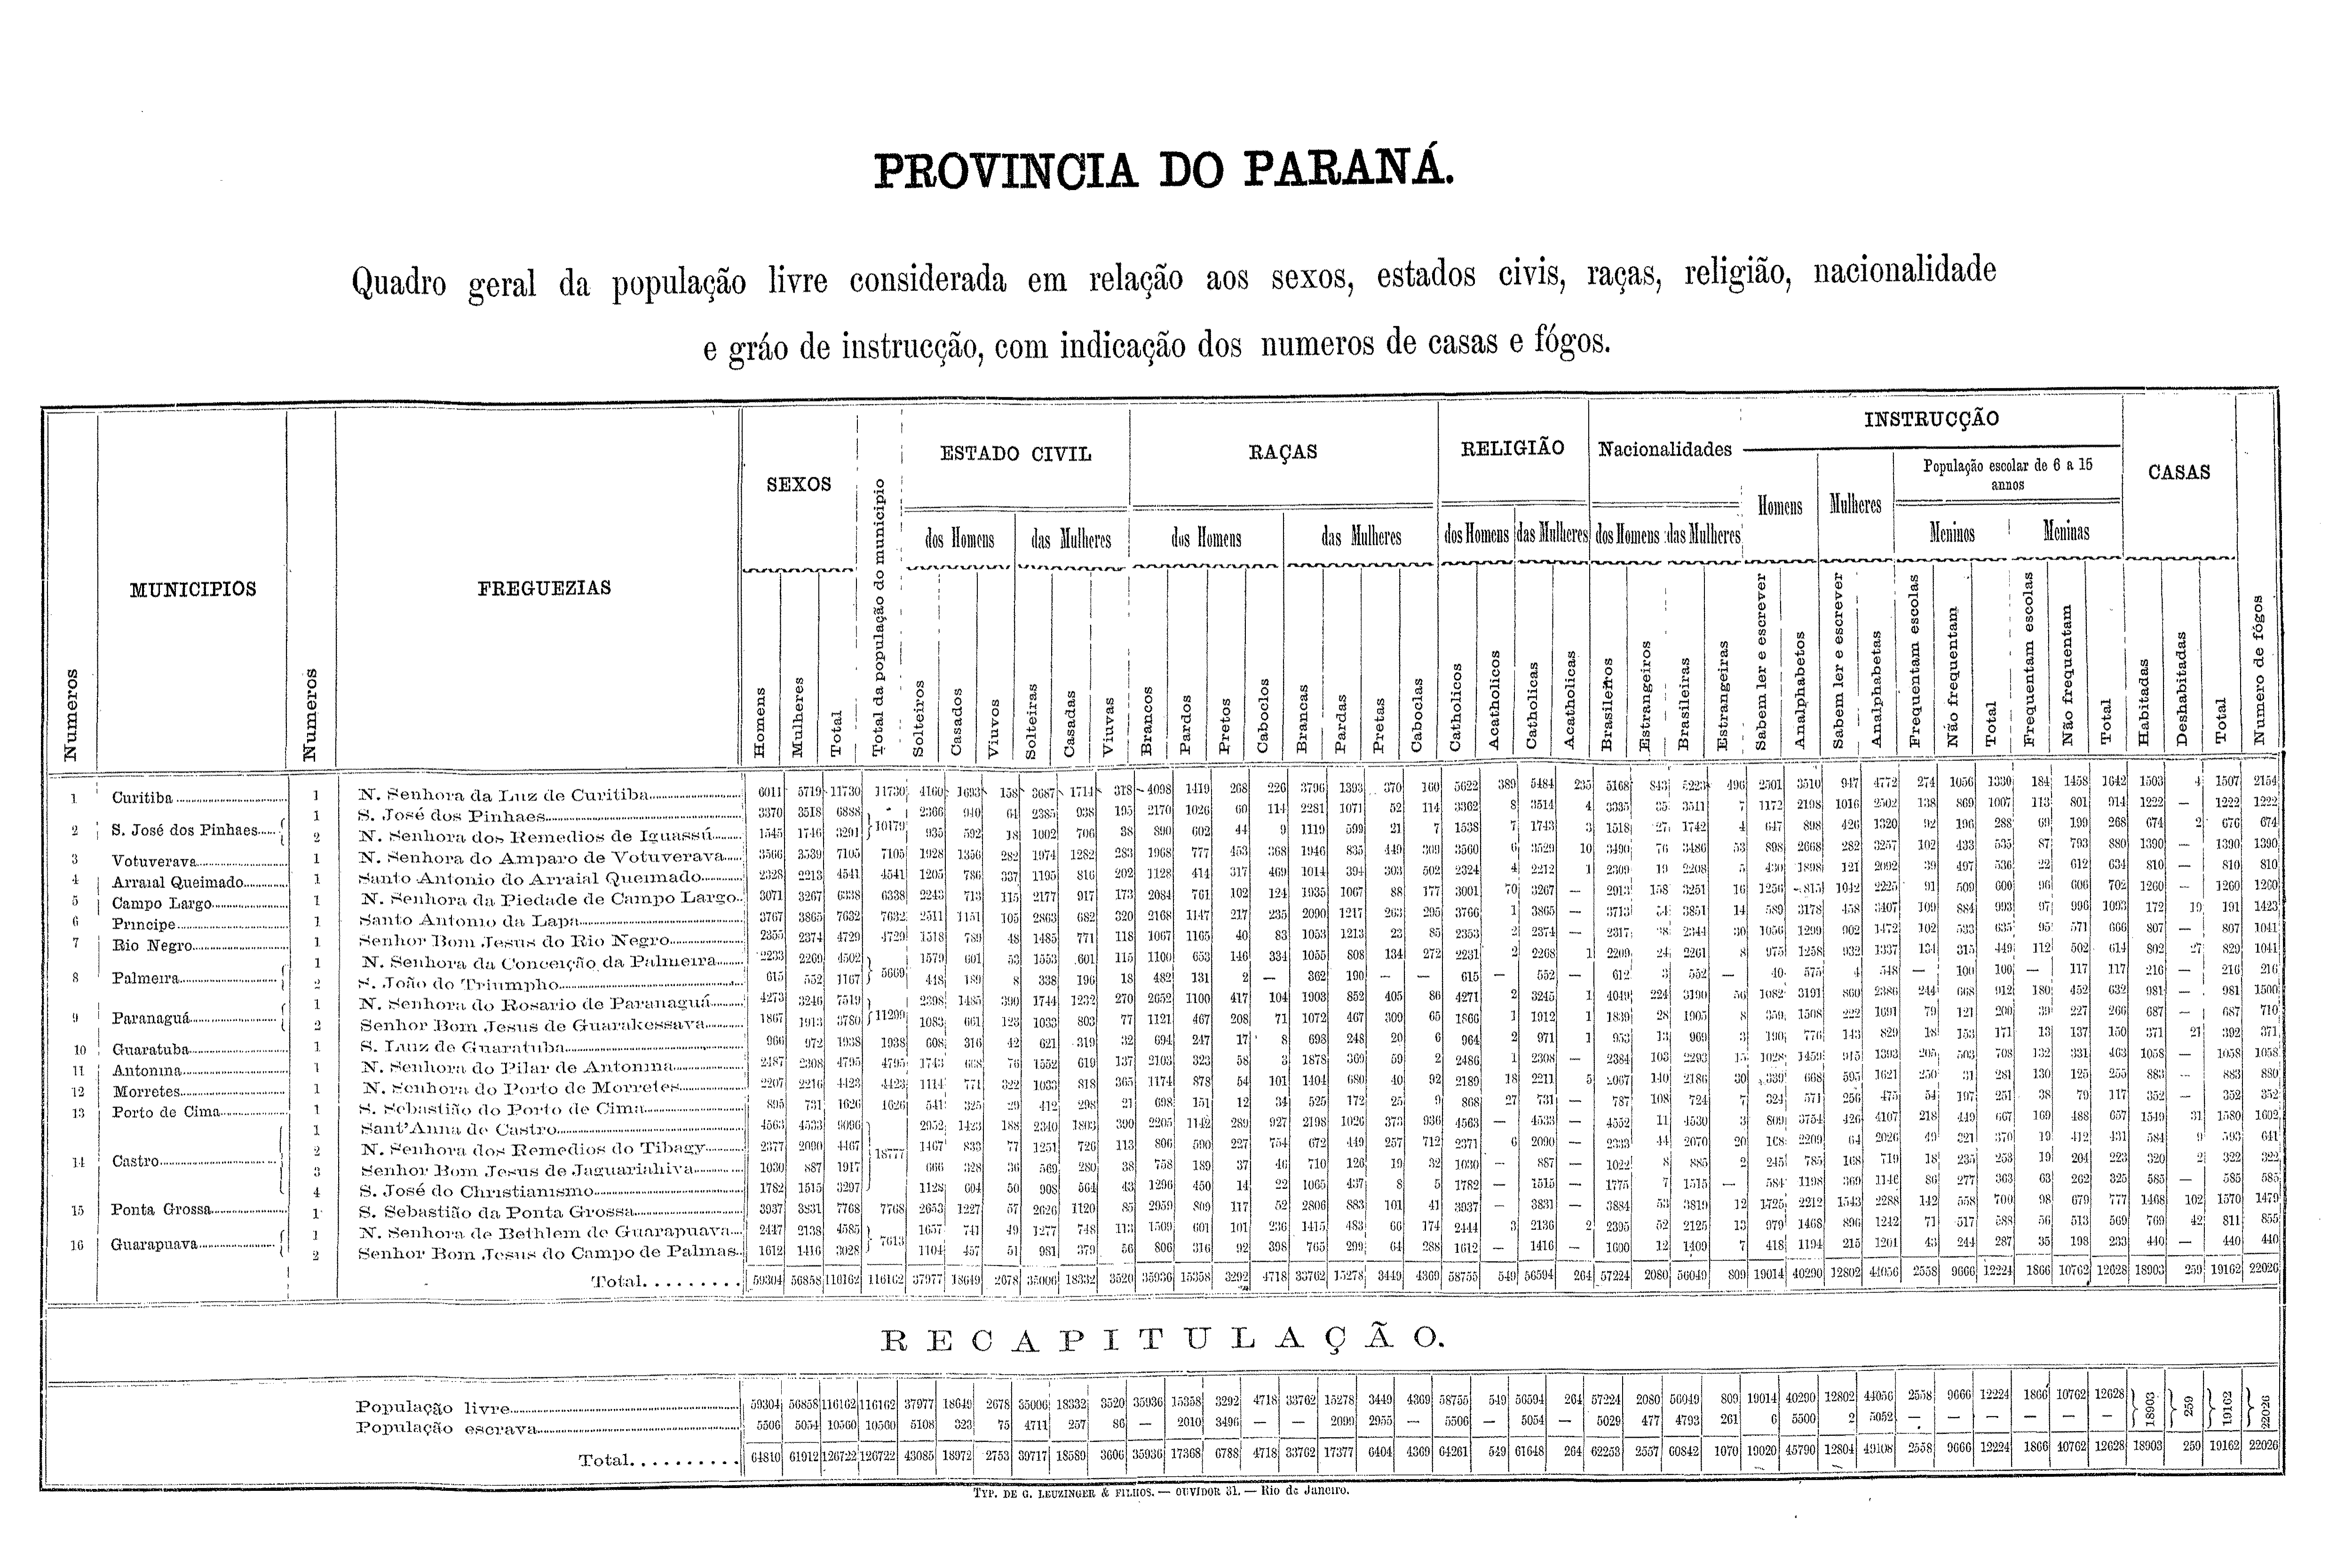 PROVINCIA DO PARANÁ.
Quadro geral da população livre considerada em relação aos sexos, estados civis, raças, religião, nacionalidade
e gráo de instrucção, com indicação dos numeros de casas e fógos.
Numeros
MUNICIPIOS
Numeros
FREGUEZIAS
SEXOS
Homens
Mulheres
Total
Total da população do municipio
ESTADO CIVIL
dos Homens
Solteiros
Casados
Viuvos
das Mulheres
Solteiras
Casadas
Viuvas
RAÇAS
dos Homens
Brancos
Pardos
Pretos
Caboclos
das Mulheres
Brancas
Pardas
Pretas
Caboclas
RELIGIÃO
dos Homens
Catholicos
Acatholicos
das Mulheres
Catholicas
Acatholicas
Nacionalidades
dos Homens
Brasileiros
Estrangeiros
das Mulheres
Brasileiras
Estrangeiras
INSTRUCÇÃO
Homens
Sabem ler e escrever
Analphabetos
Mulheres
Sabem ler e escrever
Analphabetas
População escolar de 6 a 15
annos
Meninos
Frequentam escolas
Não frequentam
Total
Meninas
Frequentam escolas
Não frequentam
Total
CASAS
Habitadas
Deshabitadas
Total
Numero de fógos
1 Curitiba 1 N. Senhora da Luz de Curitiba 6011 5719 11730 11730 4160 1693 158 3687 1714 318 4098 1419 268 226 3796 1393 370 160 5622 389 5484 235 5168 843 5223 496 2501 3510 947 4772 274 1056 1330 184 1458 1642 1503 4 1507 2154
2 S. José dos Pinhaes 1 S. José dos Pinhaes 3370 3518 6888 10179 2366 940 64 2385 938 195 2170 1026 60 114 2281 1071 52 114 3362 8 3514 4 3335 35 3511 7 1172 2198 1016 2502 138 869 1007 113 801 914 1222 — 1222 1222
2 N. Senhora dos Remedios de Iguassú 1545 1746 3291 935 592 18 1002 706 38 890 602 44 9 1119 599 21 7 1538 7 1743 3 1518 27 1742 4 647 898 426 1320 92 196 288 69 199 268 674 2 676 674
3 Votuverava 1 N. Senhora do Amparo de Votuverava 3566 3539 7105 7105 1928 1356 282 1974 1282 283 1968 777 453 368 1946 835 449 309 3560 6 3529 10 3490 76 3486 53 898 2668 282 3257 102 433 535 87 793 880 1390 — 1390 1390
4 Arraial Queimado 1 Santo Antonio do Arraial Queimado 2328 2213 4541 4541 1205 786 337 1195 816 202 1128 414 317 469 1014 394 303 502 2324 4 2212 1 2309 19 2208 5 430 1898 121 2092 39 497 536 22 612 634 810 — 810 810
5 Campo Largo 1 N. Senhora da Piedade de Campo Largo 3071 3267 6338 6338 2243 713 115 2177 917 173 2084 761 102 124 1935 1067 88 177 3001 70 3267 — 2913 158 3251 16 1256 1815 1042 2225 91 509 600 96 606 702 1260 — 1260 1260
6 Principe 1 Santo Antonio da Lapa 3767 3865 7632 7632 2511 1151 105 2863 682 320 2168 1147 217 235 2090 1217 263 295 3766 1 3865 — 3713 54 3851 14 589 3178 458 3407 109 884 993 97 996 1093 172 19 191 1423
7 Rio Negro 1 Senhor Bom Jesus do Rio Negro 2355 2374 4729 4729 1518 789 48 1485 771 118 1067 1165 40 83 1053 1213 23 85 2353 2 2374 — 2317 38 2344 30 1056 1299 902 1472 102 533 635 95 571 666 807 — 807 1041
8 Palmeira 1 N. Senhora da Conceição da Palmeira 2233 2269 4502 5669 1579 601 53 1553 601 115 1100 653 146 334 1055 808 134 272 2231 2 2268 1 2209 24 2261 8 975 1258 932 1337 134 315 449 112 502 614 802 27 829 1041
2 S. João do Triumpho 615 552 1167 418 189 8 338 196 18 482 131 2 — 362 190 — — 615 — 552 — 612 3 552 — 40 575 4 548 — 100 100 — 117 117 216 — 216 216
9 Paranaguá 1 N. Senhora do Rosario de Paranaguá 4273 3246 7519 11299 2398 1485 390 1744 1232 270 2652 1100 417 104 1903 852 405 86 4271 2 3245 1 4049 224 3190 56 1082 3191 860 2386 244 668 912 180 452 632 981 — 981 1500
2 Senhor Bom Jesus de Guarakessava 1867 1913 3780 1083 661 123 1033 803 77 1121 467 208 71 1072 467 309 65 1866 1 1912 1 1839 28 1905 8 359 1508 222 1691 79 121 200 39 227 266 687 — 687 710
10 Guaratuba 1 S. Luiz de Guaratuba 966 972 1938 1938 608 316 42 621 319 32 694 247 17 8 698 248 20 6 964 2 971 1 953 13 969 3 190 776 143 829 18 153 171 13 137 150 371 21 392 371
11 Antonina 1 N. Senhora do Pilar de Antonina 2487 2308 4795 4795 1743 668 76 1552 619 137 2103 323 58 3 1878 369 59 2 2486 1 2308 — 2384 103 2293 15 1028 1459 915 1393 205 503 708 132 331 463 1058 — 1058 1058
12 Morretes 1 N. Senhora do Porto de Morretes 2207 2216 4423 4423 1114 771 322 1033 818 365 1174 878 54 101 1404 680 40 92 2189 18 2211 5 2067 140 2186 30 339 668 595 1621 250 31 281 130 125 255 883 — 883 880
13 Porto de Cima 1 S. Sebastião do Porto de Cima 895 731 1626 1626 541 325 29 412 298 21 698 151 12 34 525 172 25 9 868 27 731 — 787 108 724 7 324 571 256 475 54 197 251 38 79 117 352 — 352 352
14 Castro 1 Sant'Anna de Castro 4563 4533 9096 18777 2952 1423 188 2340 1803 390 2205 1142 289 927 2198 1026 373 936 4563 — 4533 — 4552 11 4530 3 809 3754 426 4107 218 449 667 169 488 657 1549 31 1580 1602
2 N. Senhora dos Remedios do Tibagy 2377 2090 4467 1467 833 77 1251 726 113 806 590 227 754 672 449 257 712 2371 6 2090 — 2333 44 2070 20 168 2209 64 2026 49 321 370 19 412 431 584 9 593 641
3 Senhor Bom Jesus de Jaguariahiva 1030 887 1917 666 328 36 569 280 38 758 189 37 46 710 126 19 32 1030 — 887 — 1022 8 885 2 245 785 168 719 18 235 253 19 204 223 320 2 322 322
4 S. José do Christianismo 1782 1515 3297 1128 604 50 908 564 43 1296 450 14 22 1065 437 8 5 1782 — 1515 — 1775 7 1515 — 584 1198 369 1146 86 277 363 63 262 325 585 — 585 585
15 Ponta Grossa 1 S. Sebastião da Ponta Grossa 3937 3831 7768 7768 2653 1227 57 2626 1120 85 2959 809 117 52 2806 883 101 41 3937 — 3831 — 3884 53 3819 12 1725 2212 1543 2288 142 558 700 98 679 777 1468 102 1570 1479
16 Guarapuava 1 N. Senhora de Bethlem de Guarapuava 2447 2138 4585 7613 1657 741 49 1277 748 113 1509 601 101 236 1415 483 66 174 2444 3 2136 2 2395 52 2125 13 979 1468 896 1242 71 517 588 56 513 569 769 42 811 855
2 Senhor Bom Jesus do Campo de Palmas 1612 1416 3028 1104 457 51 981 379 56 806 316 92 398 765 299 64 288 1612 — 1416 — 1600 12 1409 7 418 1194 215 1201 43 244 287 35 198 233 440 — 440 440
Total 59304 56858 116162 116162 37977 18649 2678 35006 18332 3520 35936 15358 3292 4718 33762 15278 3449 4369 58755 549 56594 264 57224 2080 56049 809 19014 40290 12802 44056 2558 9666 12224 1866 10762 12628 18903 259 19162 22026
RECAPITULAÇÃO.
População livre 59304 56858 116162 116162 37977 18649 2678 35006 18332 3520 35936 15358 3292 4718 33762 15278 3449 4369 58755 549 56594 264 57224 2080 56049 809 19014 40290 12802 44056 2558 9666 12224 1866 10762 12628 18903 259 19162 22026
População escrava 5506 5054 10560 10560 5108 323 75 4711 257 86 — 2010 3496 — — 2099 2955 — 5506 — 5054 — 5029 477 4793 261 6 5500 2 5052 — — — — — —
Total 64810 61912 126722 126722 43085 18972 2753 39717 18589 3606 35936 17368 6788 4718 33762 17377 6404 4369 64261 549 61648 264 62253 2557 60842 1070 19020 45790 12804 49108 2558 9666 12224 1866 10762 12628 18903 259 19162 22026
TYP. DE G. LEUZINGER & FILHOS. — OUVIDOR 31. — Rio de Janeiro.